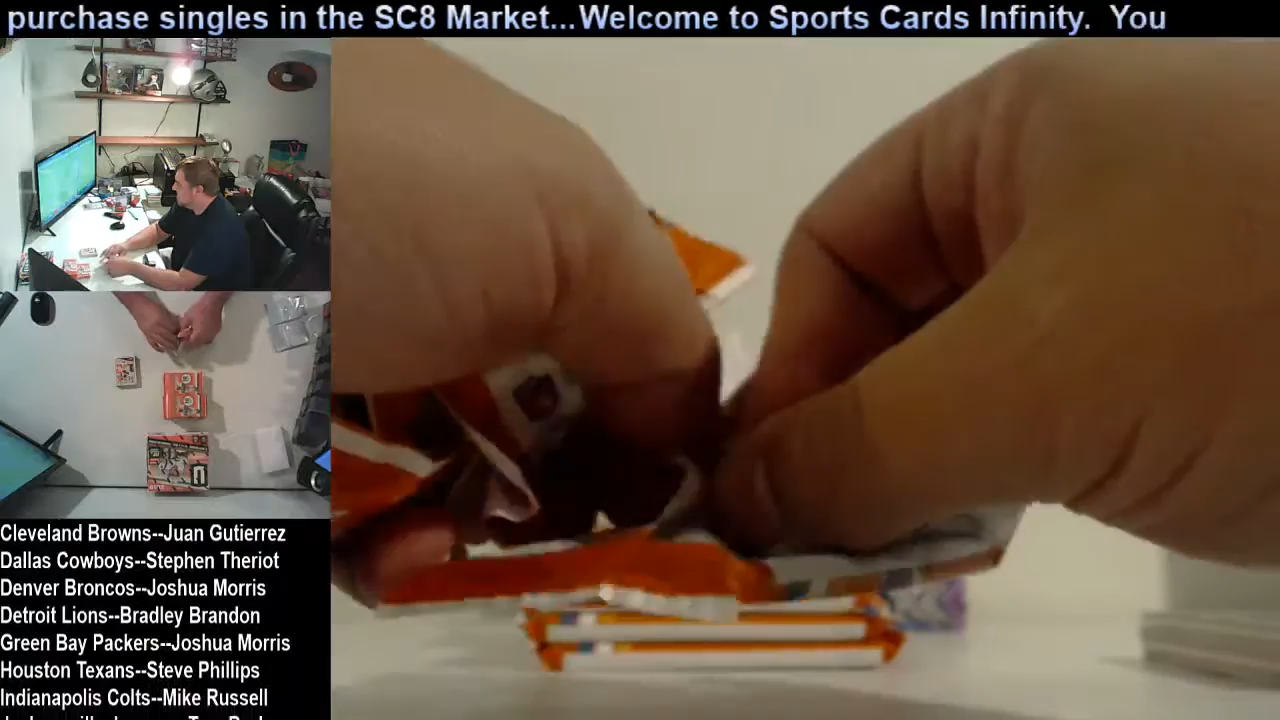 purchase singles in the SC8 Market...Welcome to Sports Cards Infinity.  You
Cleveland Browns--Juan Gutierrez
Dallas Cowboys--Stephen Theriot
Denver Broncos--Joshua Morris
Detroit Lions--Bradley Brandon
Green Bay Packers--Joshua Morris
Houston Texans--Steve Phillips
Indianapolis Colts--Mike Russell